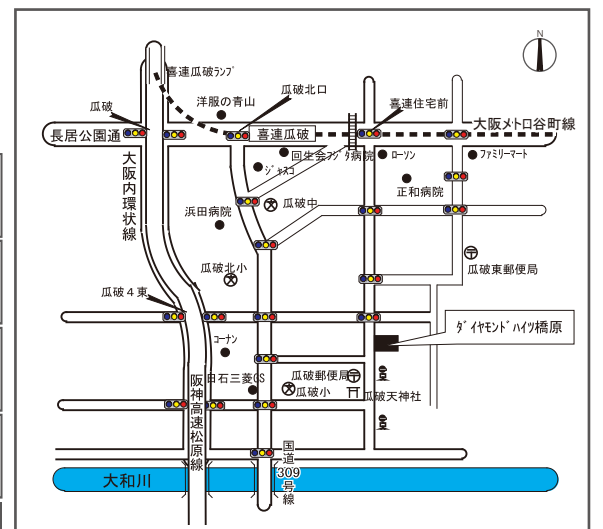 N
喜連瓜破ﾗﾝﾌﾟ
瓜破北口
瓜破
洋服の青山
喜連住宅前
長居公園通
喜連瓜破
大阪メトロ谷町線
回生会フジタ病院
ローソン
ファミリーマート
ジャスコ
正和病院
大阪内環状線
浜田病院
瓜破中
瓜破北小
瓜破東郵便局
瓜破４東
ﾀﾞｲﾔﾓﾝﾄﾞﾊｲﾂ橋原
コーナン
白石三菱GS
瓜破郵便局
瓜破小
瓜破天神社
阪神高速松原線
国道309号線
大和川